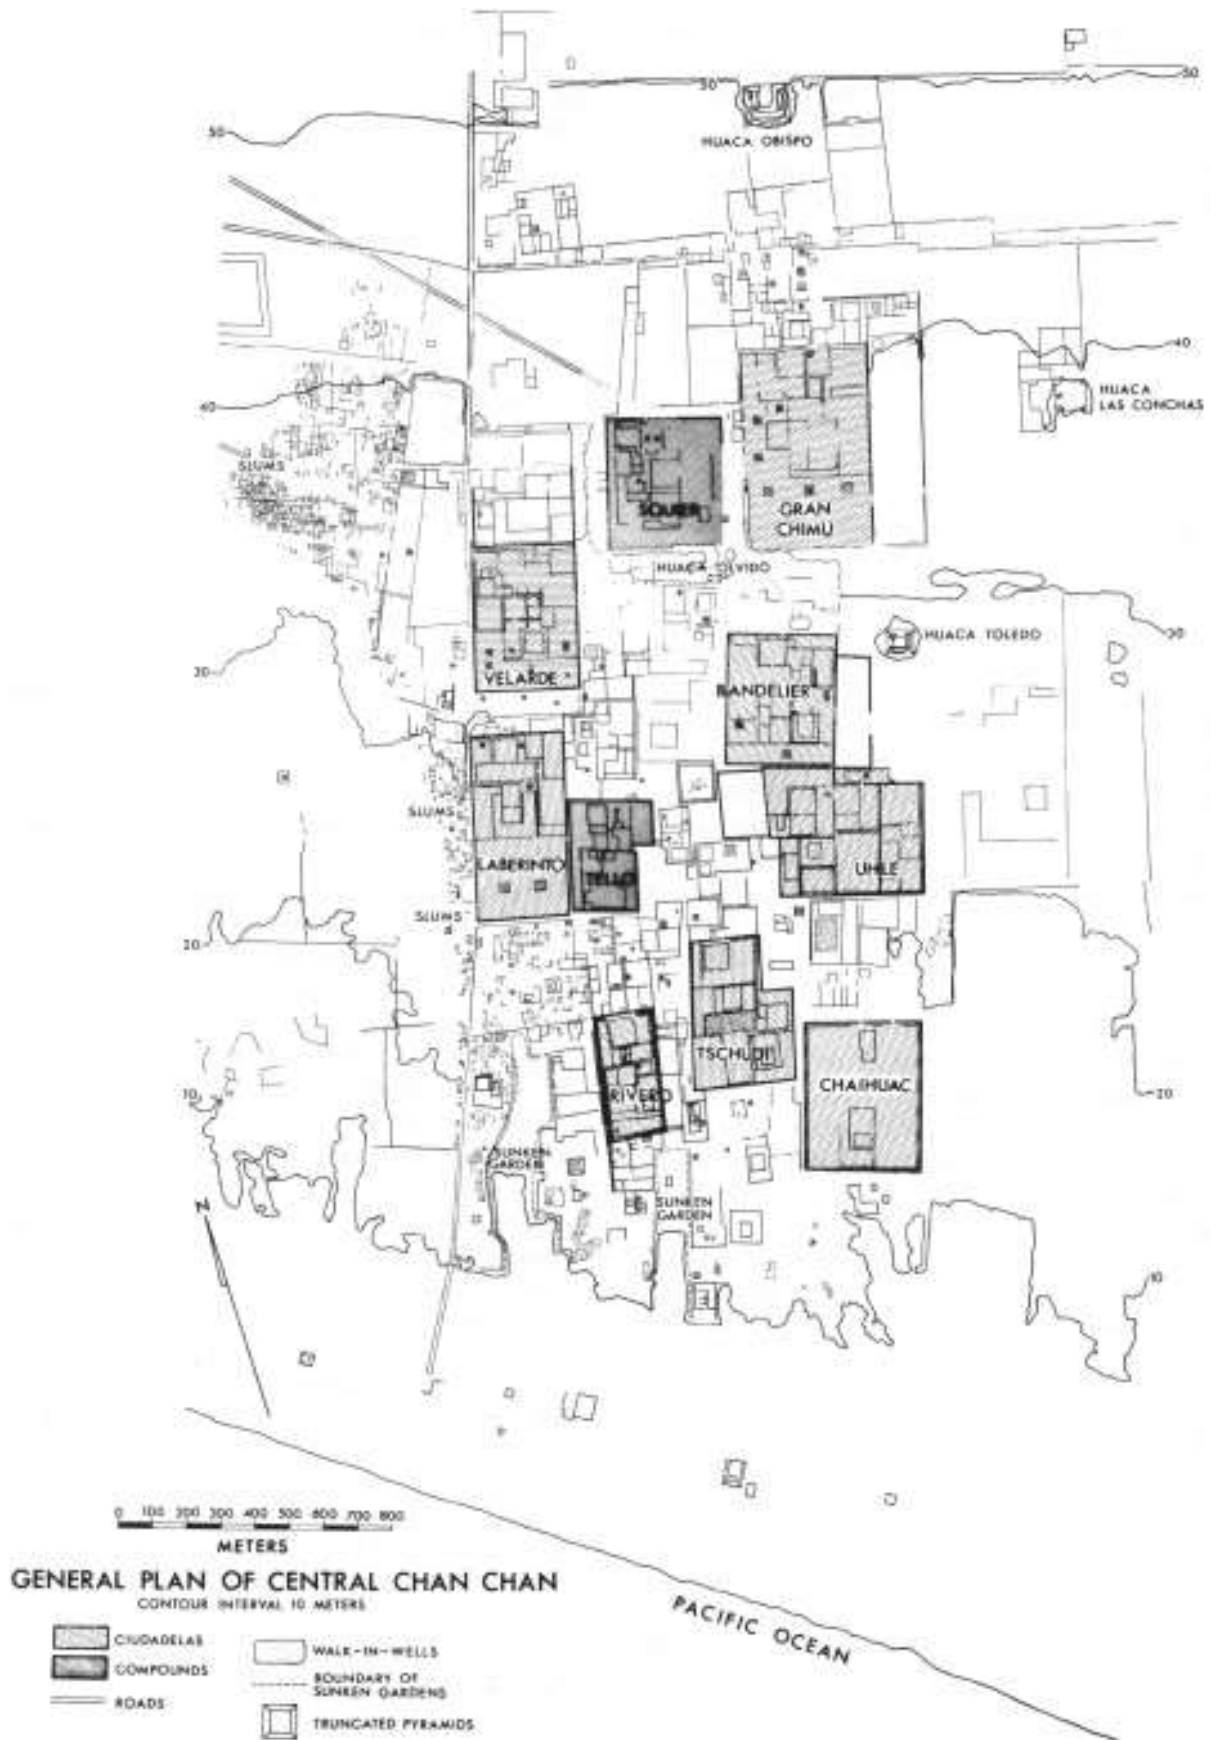 50
50
50
HUACA OBISPO
40
HUACA
LAS CONCHAS
40
SLUMS
SQUIER
GRAN
CHIMU
HUACA OLVIDO
30
HUACA TOLEDO
30
VELARDE
BANDELIER
SLUMS
LABERINTO
TELLO
UHLE
SLUMS
20
TSCHUDI
RIVERO
CHAIHUAC
10
20
SUNKEN
GARDEN
SUNKEN
GARDEN
N
10
0 100 200 300 400 500 600 700 800
METERS
GENERAL PLAN OF CENTRAL CHAN CHAN
CONTOUR INTERVAL 10 METERS
PACIFIC OCEAN
CIUDADELAS
COMPOUNDS
ROADS
WALK-IN-WELLS
BOUNDARY OF
SUNKEN GARDENS
TRUNCATED PYRAMIDS